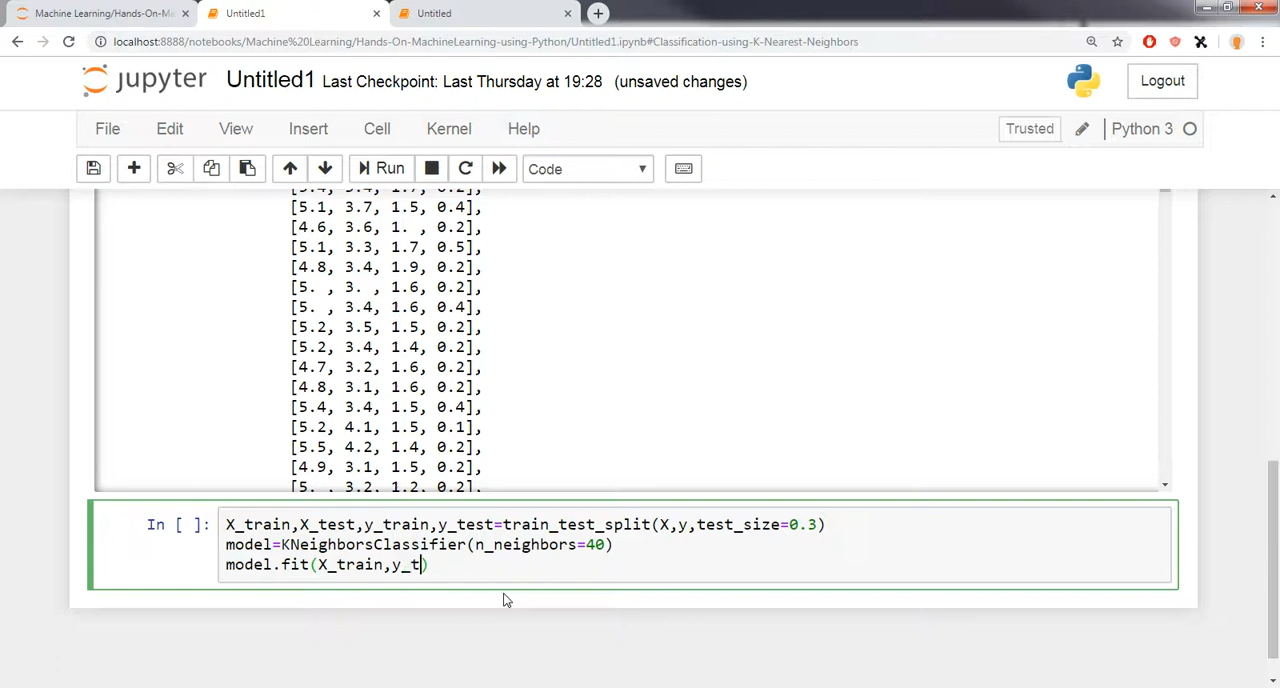 Machine Learning/Hands-On-Ma
Untitled1
Untitled
localhost:8888/notebooks/Machine%20Learning/Hands-On-MachineLearning-using-Python/Untitled1.ipynb#Classification-using-K-Nearest-Neighbors
jupyter Untitled1 Last Checkpoint: Last Thursday at 19:28 (unsaved changes)
Logout
File Edit View Insert Cell Kernel Help
Trusted
Python 3
Run
Code
[5.4, 3.4, 1.7, 0.2],
[5.1, 3.7, 1.5, 0.4],
[4.6, 3.6, 1. , 0.2],
[5.1, 3.3, 1.7, 0.5],
[4.8, 3.4, 1.9, 0.2],
[5. , 3. , 1.6, 0.2],
[5. , 3.4, 1.6, 0.4],
[5.2, 3.5, 1.5, 0.2],
[5.2, 3.4, 1.4, 0.2],
[4.7, 3.2, 1.6, 0.2],
[4.8, 3.1, 1.6, 0.2],
[5.4, 3.4, 1.5, 0.4],
[5.2, 4.1, 1.5, 0.1],
[5.5, 4.2, 1.4, 0.2],
[4.9, 3.1, 1.5, 0.2],
[5. , 3.2, 1.2, 0.2],
In [ ]:
X_train,X_test,y_train,y_test=train_test_split(X,y,test_size=0.3)
model=KNeighborsClassifier(n_neighbors=40)
model.fit(X_train,y_t)